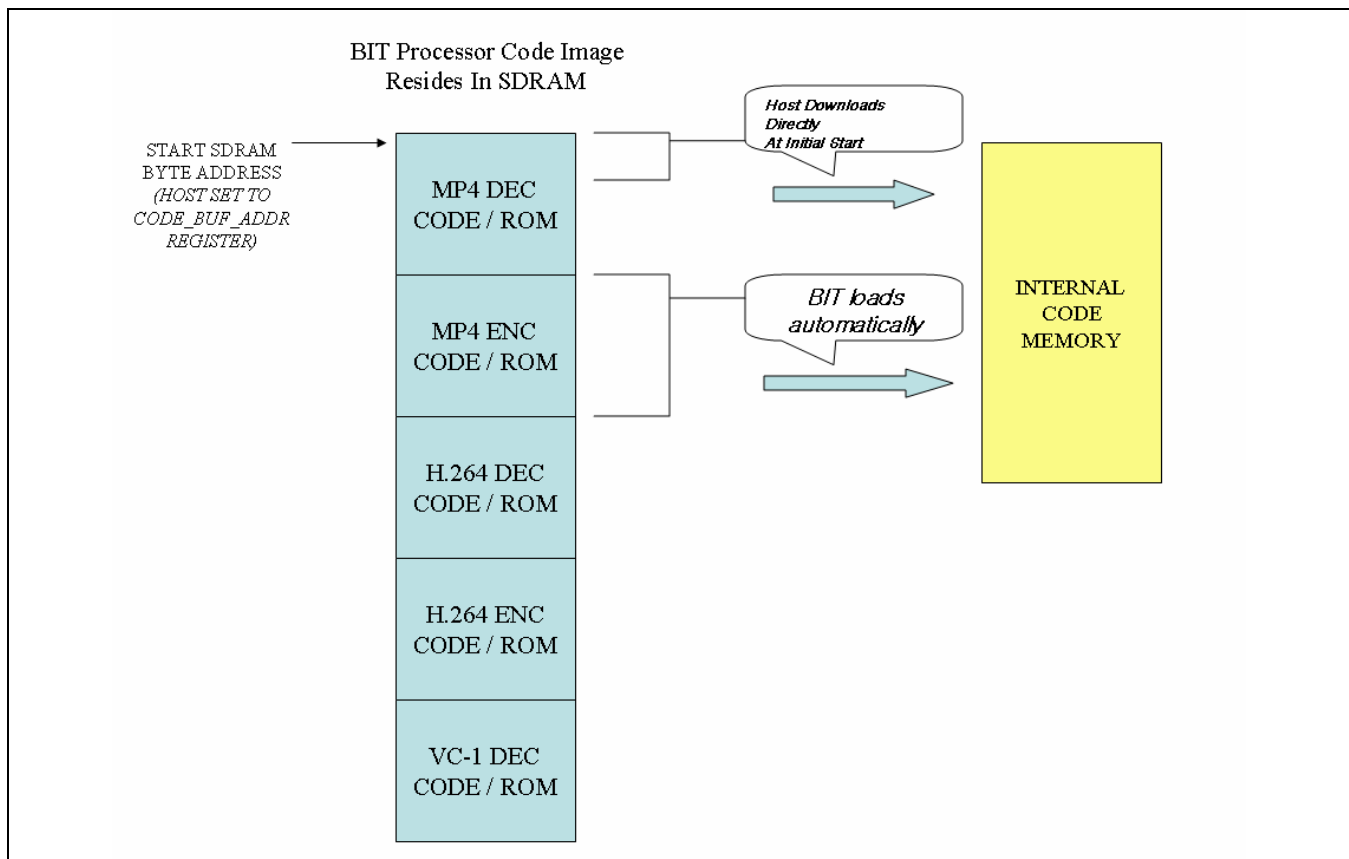 BIT Processor Code Image
Resides In SDRAM
START SDRAM
BYTE ADDRESS
(HOST SET TO
CODE_BUF_ADDR
REGISTER)
MP4 DEC
CODE / ROM
MP4 ENC
CODE / ROM
H.264 DEC
CODE / ROM
H.264 ENC
CODE / ROM
VC-1 DEC
CODE / ROM
Host Downloads
Directly
At Initial Start
BIT loads
automatically
INTERNAL
CODE
MEMORY